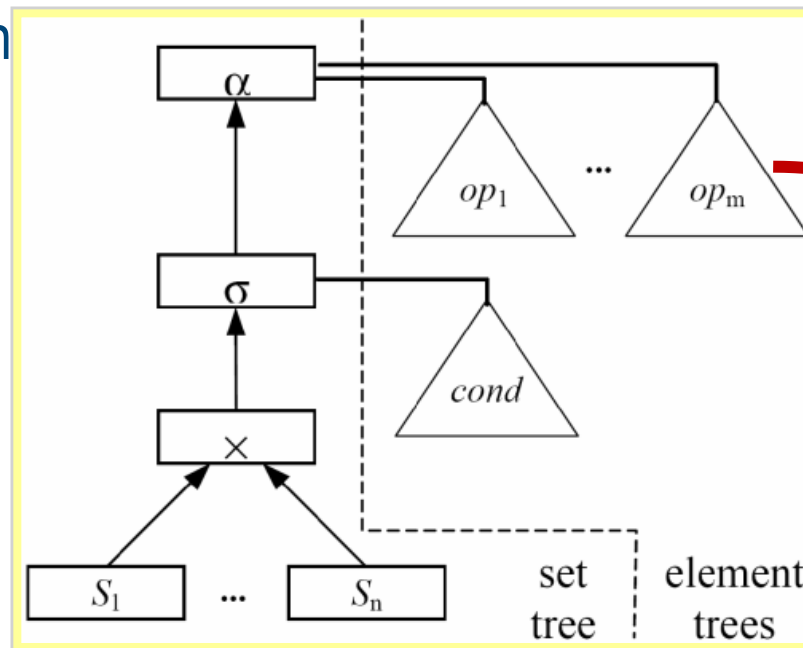 n
α
op₁ ... opₘ
σ
cond
×
S₁ ... Sₙ
set element
tree trees